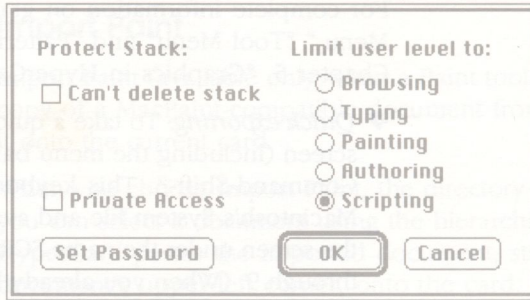 Protect Stack: Limit user level to:
Can't delete stack
Browsing
Typing
Painting
Authoring
Private Access
Scripting
Set Password OK Cancel